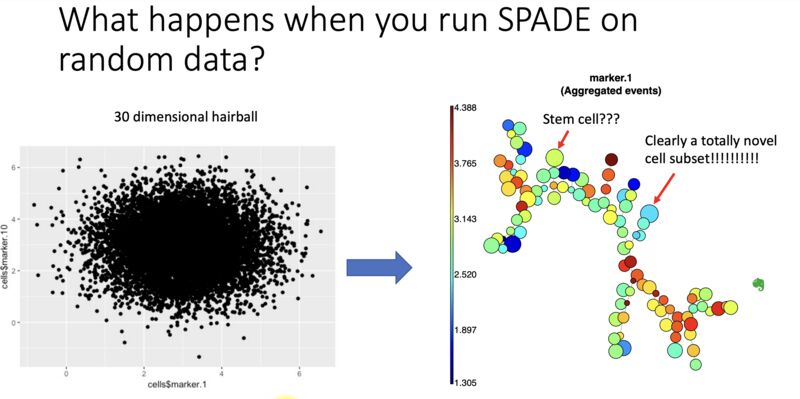 What happens when you run SPADE on
random data?
30 dimensional hairball
cells$marker.10
6
4
2
0
0
2
4
6
cells$marker.1
marker.1
(Aggregated events)
4.388
3.765
3.143
2.520
1.897
1.305
Stem cell???
Clearly a totally novel
cell subset!!!!!!!!!!